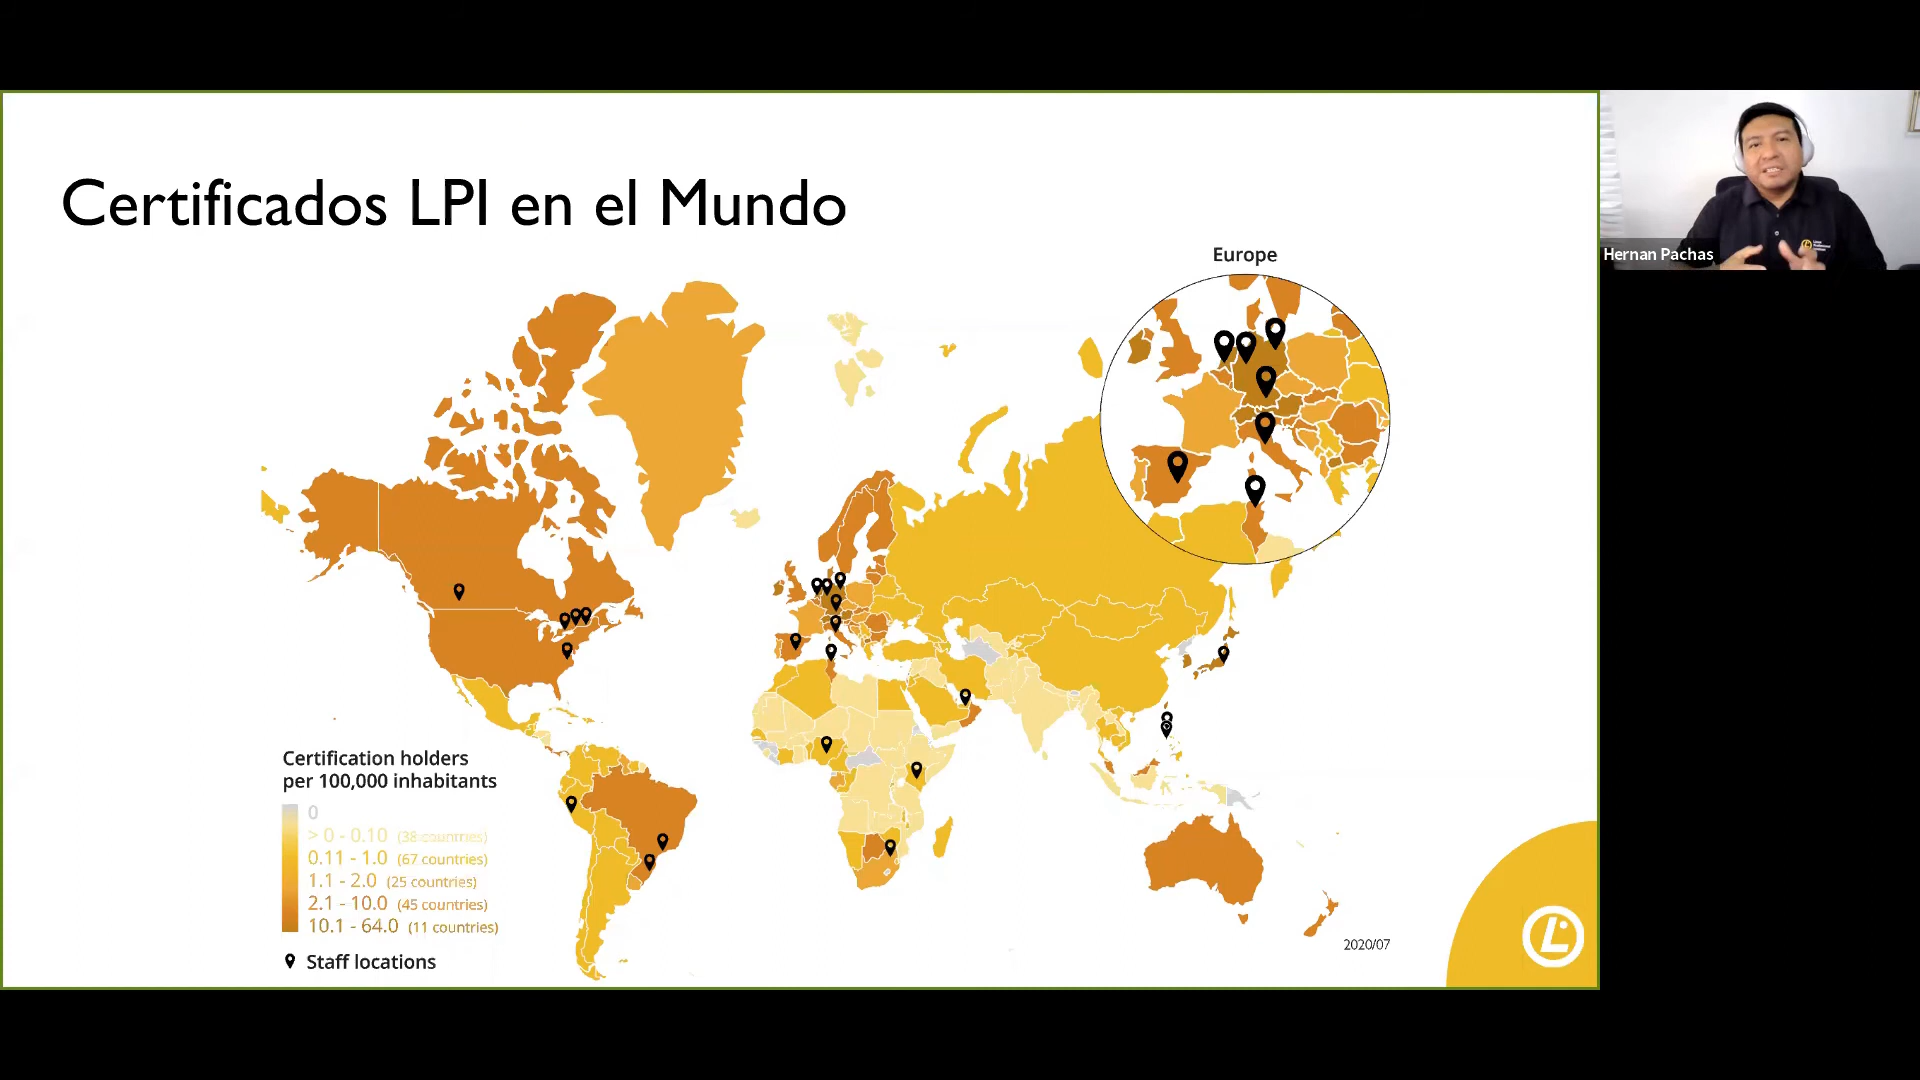 Certificados LPI en el Mundo
Europe
Hernan Pachas
Certification holders
per 100,000 inhabitants
0
> 0 - 0.10 (38 countries)
0.11 - 1.0 (67 countries)
1.1 - 2.0 (25 countries)
2.1 - 10.0 (45 countries)
10.1 - 64.0 (11 countries)
Staff locations
2020/07